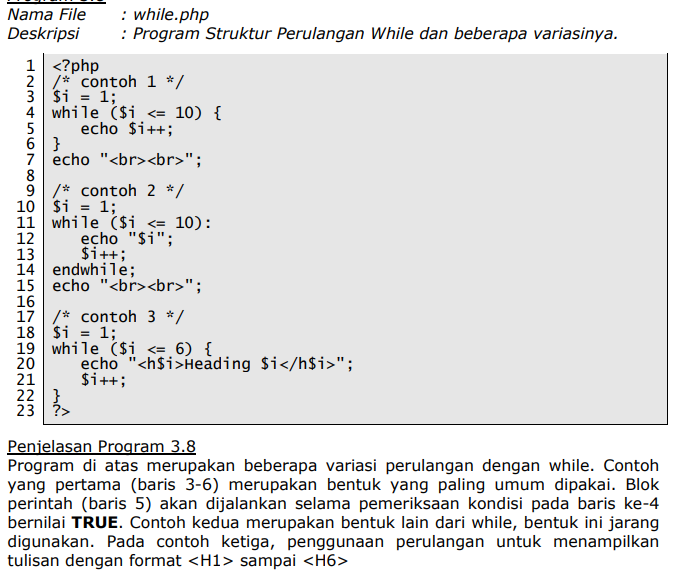 Program 3.8
Nama File : while.php
Deskripsi : Program Struktur Perulangan While dan beberapa variasinya.
1 <?php
2 /* contoh 1 */
3 $i = 1;
4 while ($i <= 10) {
5 echo $i++;
6 }
7 echo "<br><br>";
8
9 /* contoh 2 */
10 $i = 1;
11 while ($i <= 10):
12 echo "$i";
13 $i++;
14 endwhile;
15 echo "<br><br>";
16
17 /* contoh 3 */
18 $i = 1;
19 while ($i <= 6) {
20 echo "<h$i>Heading $i</h$i>";
21 $i++;
22 }
23 ?>
Penjelasan Program 3.8
Program di atas merupakan beberapa variasi perulangan dengan while. Contoh
yang pertama (baris 3-6) merupakan bentuk yang paling umum dipakai. Blok
perintah (baris 5) akan dijalankan selama pemeriksaan kondisi pada baris ke-4
bernilai TRUE. Contoh kedua merupakan bentuk lain dari while, bentuk ini jarang
digunakan. Pada contoh ketiga, penggunaan perulangan untuk menampilkan
tulisan dengan format <H1> sampai <H6>